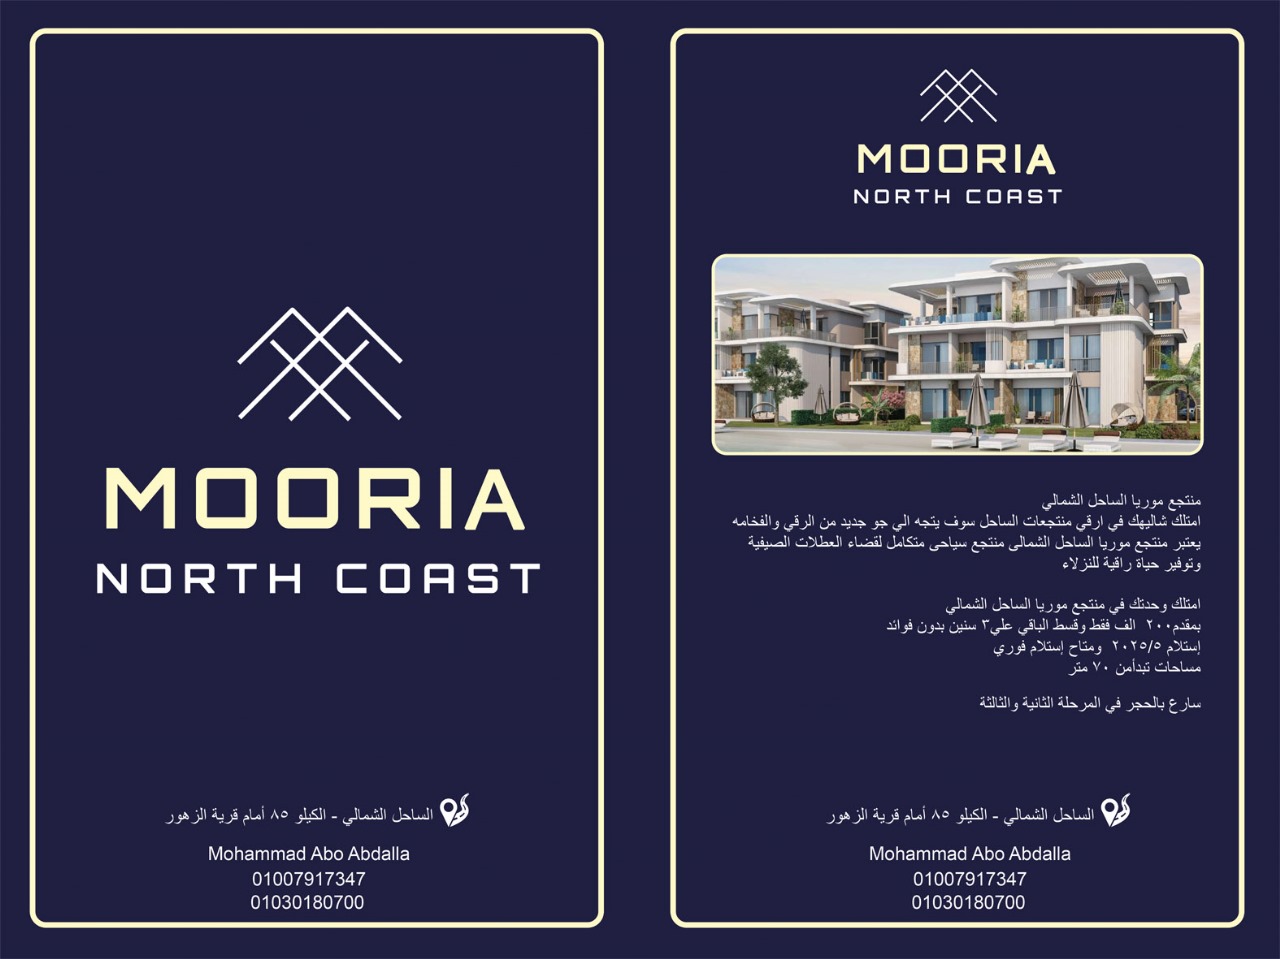 MOORIA
NORTH COAST
الساحل الشمالي - الكيلو ٨٥ أمام قرية الزهور
Mohammad Abo Abdalla
01007917347
01030180700
MOORIA
NORTH COAST
منتجع موريا الساحل الشمالي
امتلك شاليهك في ارقي منتجعات الساحل سوف يتجه الي جو جديد من الرقي والفخامه
يعتبر منتجع موريا الساحل الشمالى منتجع سياحى متكامل لقضاء العطلات الصيفية
وتوفير حياة راقية للنزلاء
امتلك وحدتك في منتجع موريا الساحل الشمالي
بمقدم٢٠٠ الف فقط وقسط الباقي علي٣ سنين بدون فوائد
إستلام ٢٠٢٥/٥ ومتاح إستلام فوري
مساحات تبدأمن ٧٠ متر
سارع بالحجر في المرحلة الثانية والثالثة
الساحل الشمالي - الكيلو ٨٥ أمام قرية الزهور
Mohammad Abo Abdalla
01007917347
01030180700